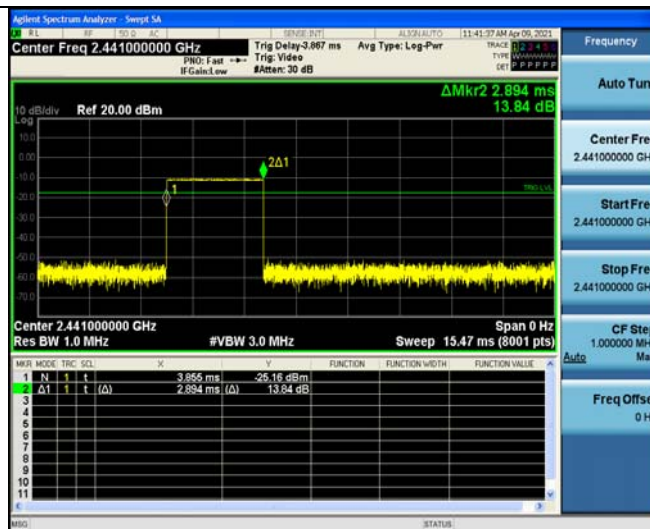 Agilent Spectrum Analyzer - Swept SA
RL RF 50 Ω AC SENSE:INT ALIGNAUTO 11:41:37 AM Apr 09, 2021
Center Freq 2.441000000 GHz
PNO: Fast
IFGain:Low
Trig Delay-3.867 ms
Trig: Video
#Atten: 30 dB
Avg Type: Log-Pwr
TRACE 1 2 3 4 5 6
TYPE
DET P P P P P P
ΔMkr2 2.894 ms
13.84 dB
10 dB/div Ref 20.00 dBm
Log
10.0
0.00
-10.0
-20.0
-30.0
-40.0
-50.0
-60.0
-70.0
1
2Δ1
TRIG LVL
Center 2.441000000 GHz Span 0 Hz
Res BW 1.0 MHz #VBW 3.0 MHz Sweep 15.47 ms (8001 pts)
MKR MODE TRC SCL X Y FUNCTION FUNCTION WIDTH FUNCTION VALUE
1 N 1 t 3.855 ms -25.16 dBm
2 Δ1 1 t (Δ) 2.894 ms (Δ) 13.84 dB
3
4
5
6
7
8
9
10
11
MSG STATUS
Frequency
Auto Tun
Center Fre
2.441000000 GH
Start Fre
2.441000000 GH
Stop Fre
2.441000000 GH
CF Ste
1.000000 MH
Auto Ma
Freq Offse
0 H